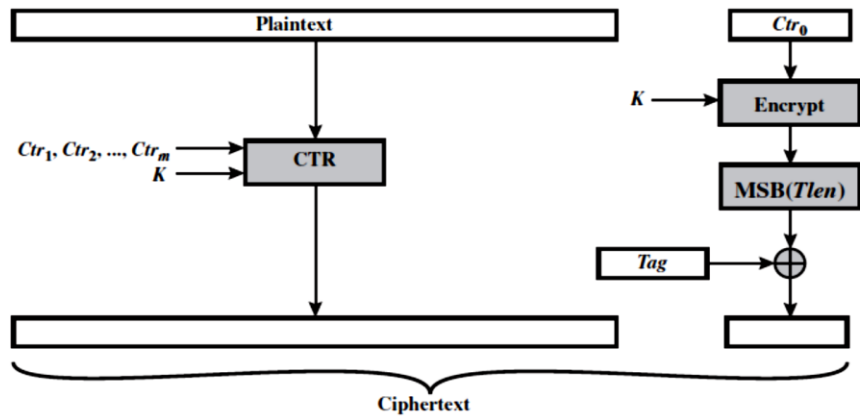 Plaintext
Ctr₀
K
Encrypt
Ctr₁, Ctr₂, ..., Ctrₘ
K
CTR
MSB(Tlen)
Tag
Ciphertext